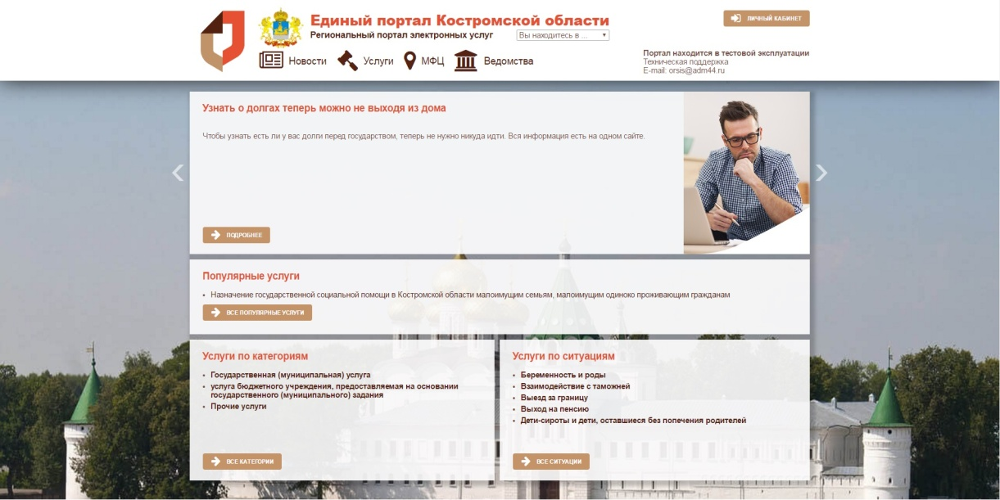 Единый портал Костромской области
Региональный портал электронных услуг
Вы находитесь в ...
ЛИЧНЫЙ КАБИНЕТ
Новости
Услуги
МФЦ
Ведомства
Портал находится в тестовой эксплуатации
Техническая поддержка
E-mail: orsis@adm44.ru
Узнать о долгах теперь можно не выходя из дома
Чтобы узнать есть ли у вас долги перед государством, теперь не нужно никуда идти. Вся информация есть на одном сайте.
ПОДРОБНЕЕ
Популярные услуги
• Назначение государственной социальной помощи в Костромской области малоимущим семьям, малоимущим одиноко проживающим гражданам
ВСЕ ПОПУЛЯРНЫЕ УСЛУГИ
Услуги по категориям
• Государственная (муниципальная) услуга
• услуга бюджетного учреждения, предоставляемая на основании
государственного (муниципального) задания
• Прочие услуги
ВСЕ КАТЕГОРИИ
Услуги по ситуациям
• Беременность и роды
• Взаимодействие с таможней
• Выезд за границу
• Выход на пенсию
• Дети-сироты и дети, оставшиеся без попечения родителей
ВСЕ СИТУАЦИИ